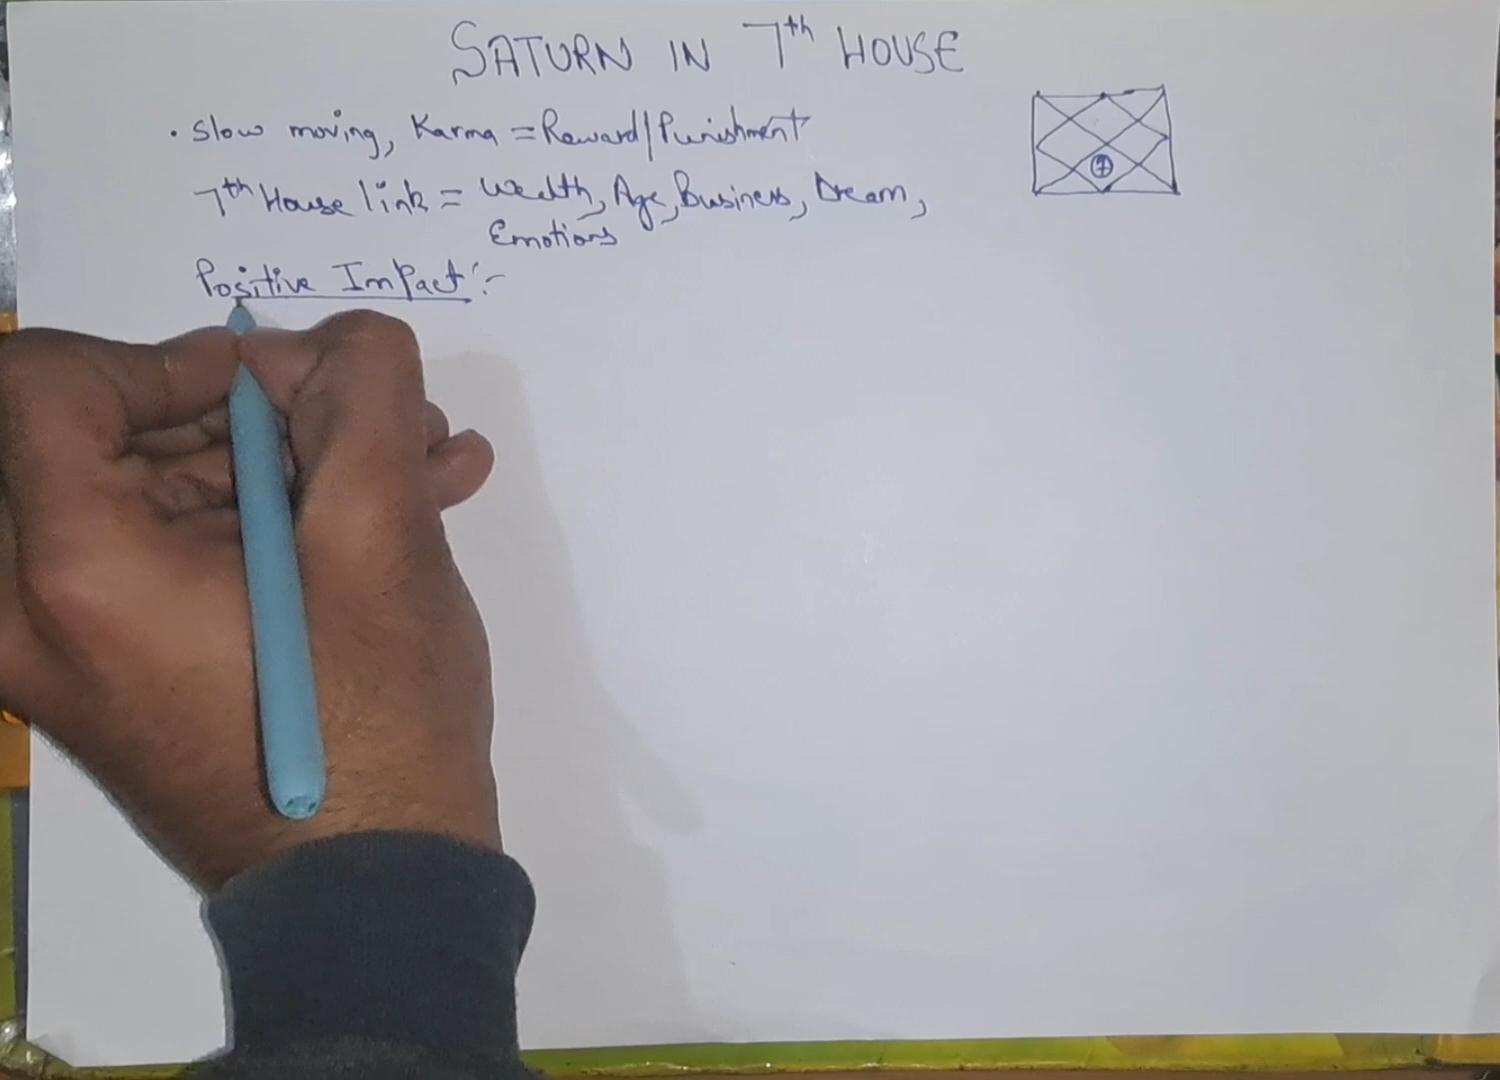 SATURN IN 7th HOUSE
• Slow moving, Karma = Reward/Punishment
7th House link = Wealth, Age, Business, Dream,
Emotions
Positive Impact :-
7